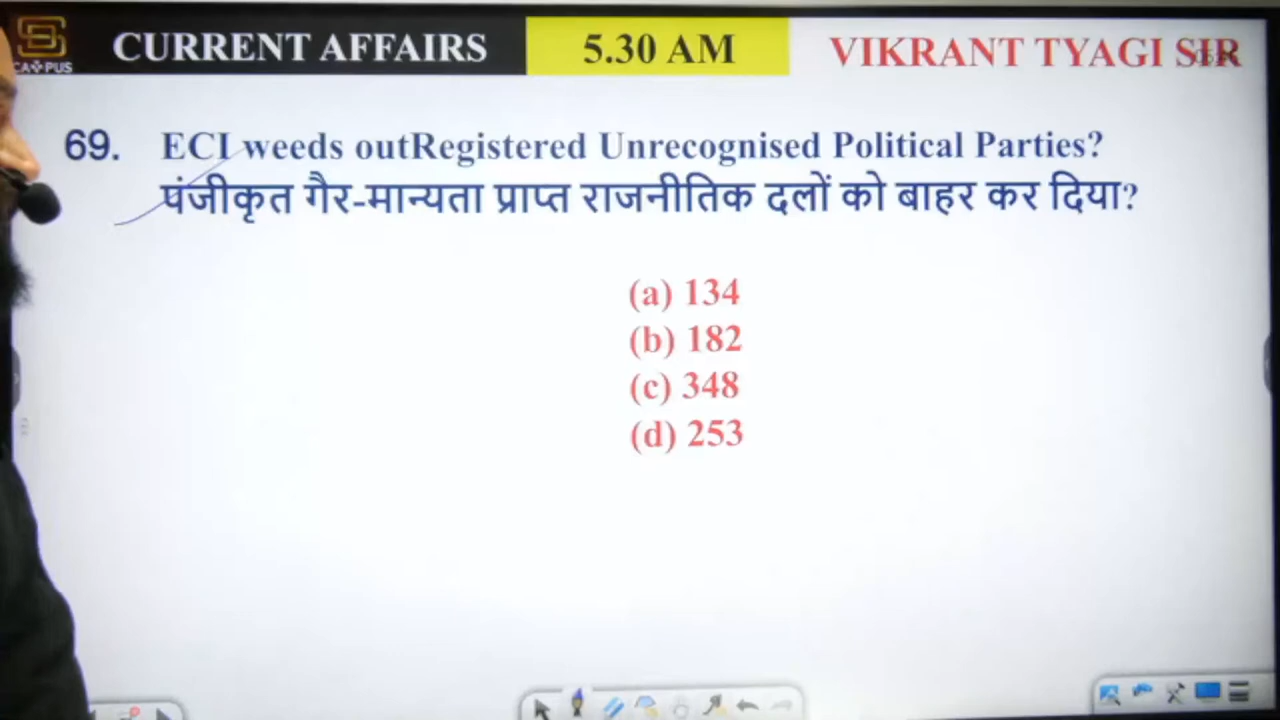 CURRENT AFFAIRS
5.30 AM
VIKRANT TYAGI SIR
CAMPUS
69. ECI weeds outRegistered Unrecognised Political Parties?
पंजीकृत गैर-मान्यता प्राप्त राजनीतिक दलों को बाहर कर दिया?
(a) 134
(b) 182
(c) 348
(d) 253